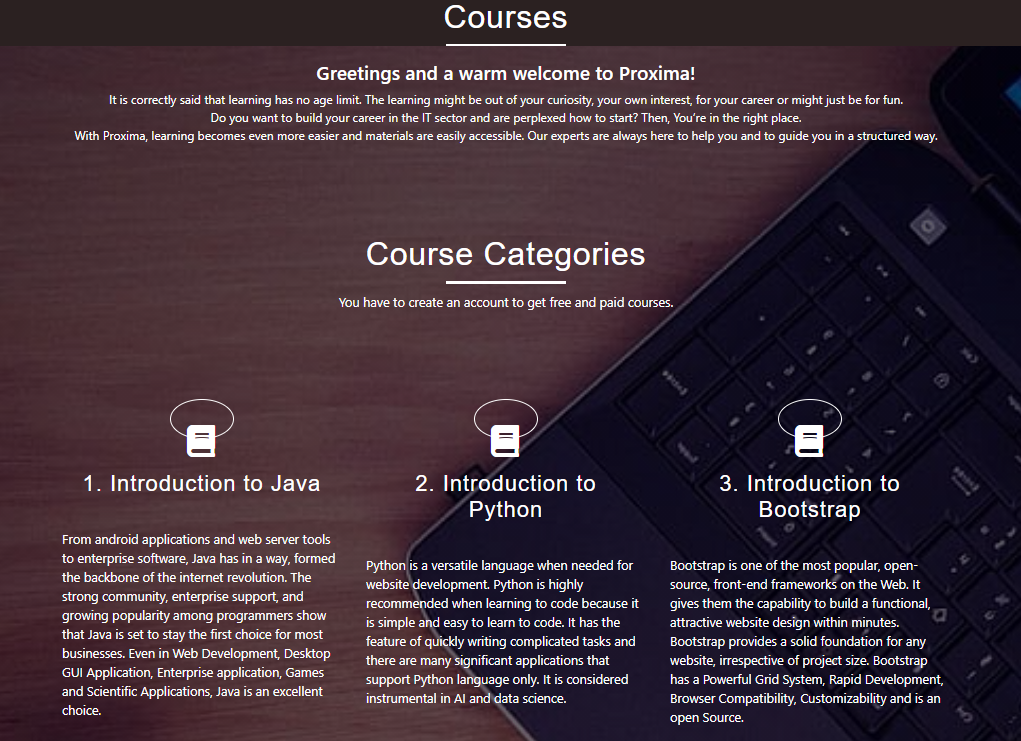 Courses
Greetings and a warm welcome to Proxima!
It is correctly said that learning has no age limit. The learning might be out of your curiosity, your own interest, for your career or might just be for fun.
Do you want to build your career in the IT sector and are perplexed how to start? Then, You're in the right place.
With Proxima, learning becomes even more easier and materials are easily accessible. Our experts are always here to help you and to guide you in a structured way.
Course Categories
You have to create an account to get free and paid courses.
1. Introduction to Java
From android applications and web server tools
to enterprise software, Java has in a way, formed
the backbone of the internet revolution. The
strong community, enterprise support, and
growing popularity among programmers show
that Java is set to stay the first choice for most
businesses. Even in Web Development, Desktop
GUI Application, Enterprise application, Games
and Scientific Applications, Java is an excellent
choice.
2. Introduction to
Python
Python is a versatile language when needed for
website development. Python is highly
recommended when learning to code because it
is simple and easy to learn to code. It has the
feature of quickly writing complicated tasks and
there are many significant applications that
support Python language only. It is considered
instrumental in AI and data science.
3. Introduction to
Bootstrap
Bootstrap is one of the most popular, open-
source, front-end frameworks on the Web. It
gives them the capability to build a functional,
attractive website design within minutes.
Bootstrap provides a solid foundation for any
website, irrespective of project size. Bootstrap
has a Powerful Grid System, Rapid Development,
Browser Compatibility, Customizability and is an
open Source.